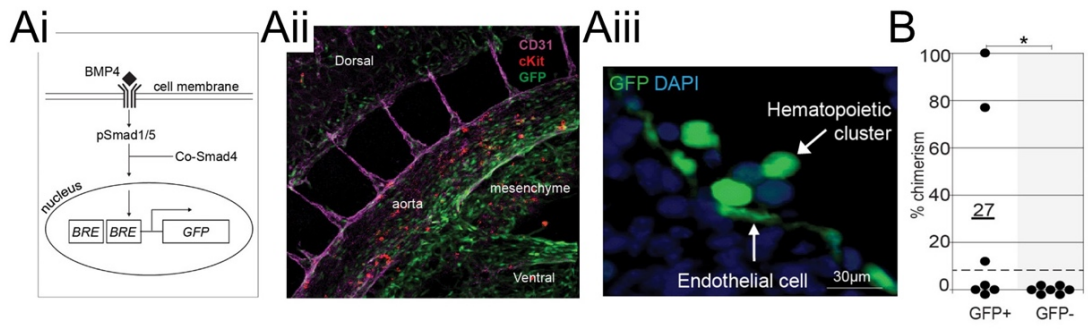 Ai
BMP4
cell membrane
pSmad1/5
Co-Smad4
nucleus
BRE BRE GFP
Aii
CD31
cKit
GFP
Dorsal
aorta
mesenchyme
Ventral
Aiii
GFP DAPI
Hematopoietic
cluster
Endothelial cell
30µm
B
*
% chimerism
100
80
60
40
27
20
0
GFP+ GFP-